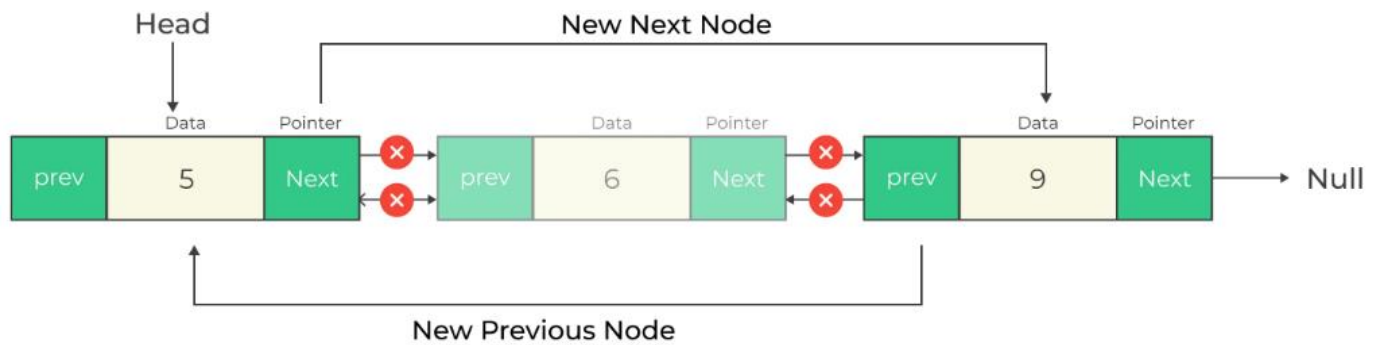 Head
New Next Node
Data Pointer Data Pointer Data Pointer
prev 5 Next prev 6 Next prev 9 Next Null
New Previous Node